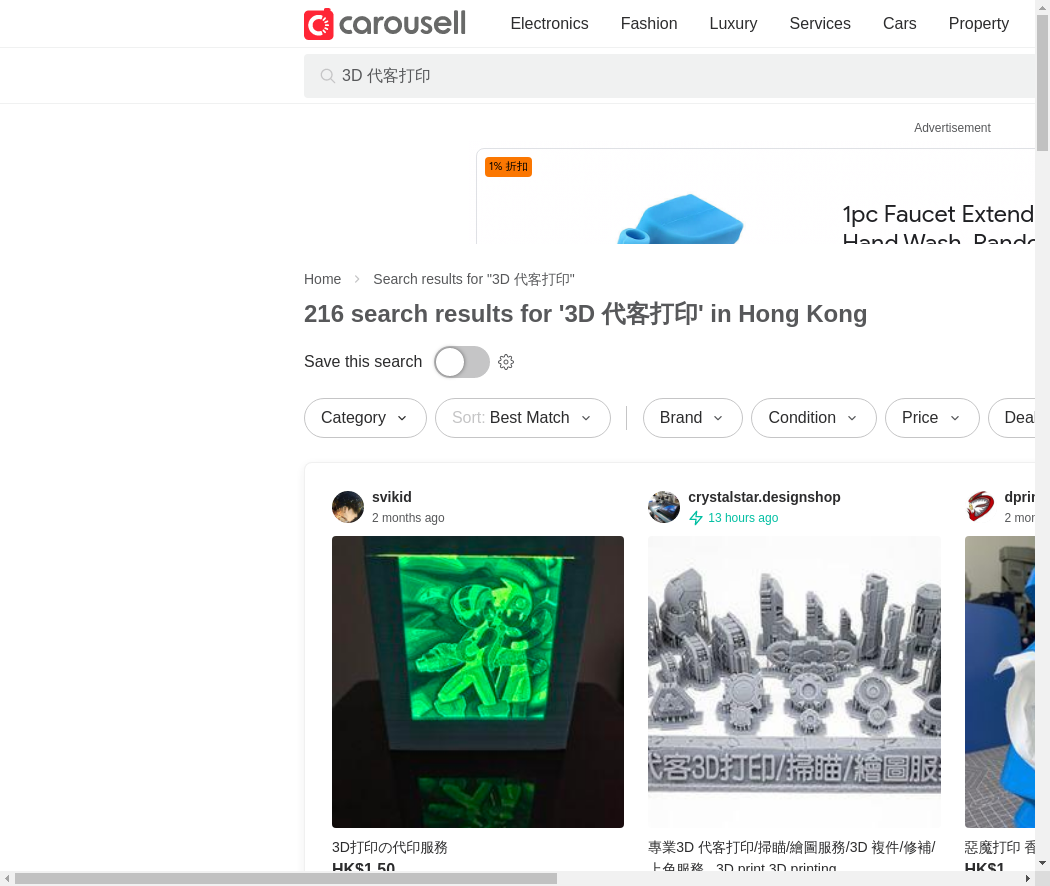 carousell
Electronics Fashion Luxury Services Cars Property
3D 代客打印
Advertisement
1% 折扣
1pc Faucet Extend
Hand Wash, Rando
Home Search results for "3D 代客打印"
216 search results for '3D 代客打印' in Hong Kong
Save this search
Category Sort: Best Match Brand Condition Price Deal
svikid
2 months ago
crystalstar.designshop
13 hours ago
dprin
2 mon
代客3D打印/掃瞄/繪圖服
3D打印の代印服務
HK$1.50
專業3D 代客打印/掃瞄/繪圖服務/3D 複件/修補/
上色服務 3D print 3D printing
惡魔打印 香
HK$1